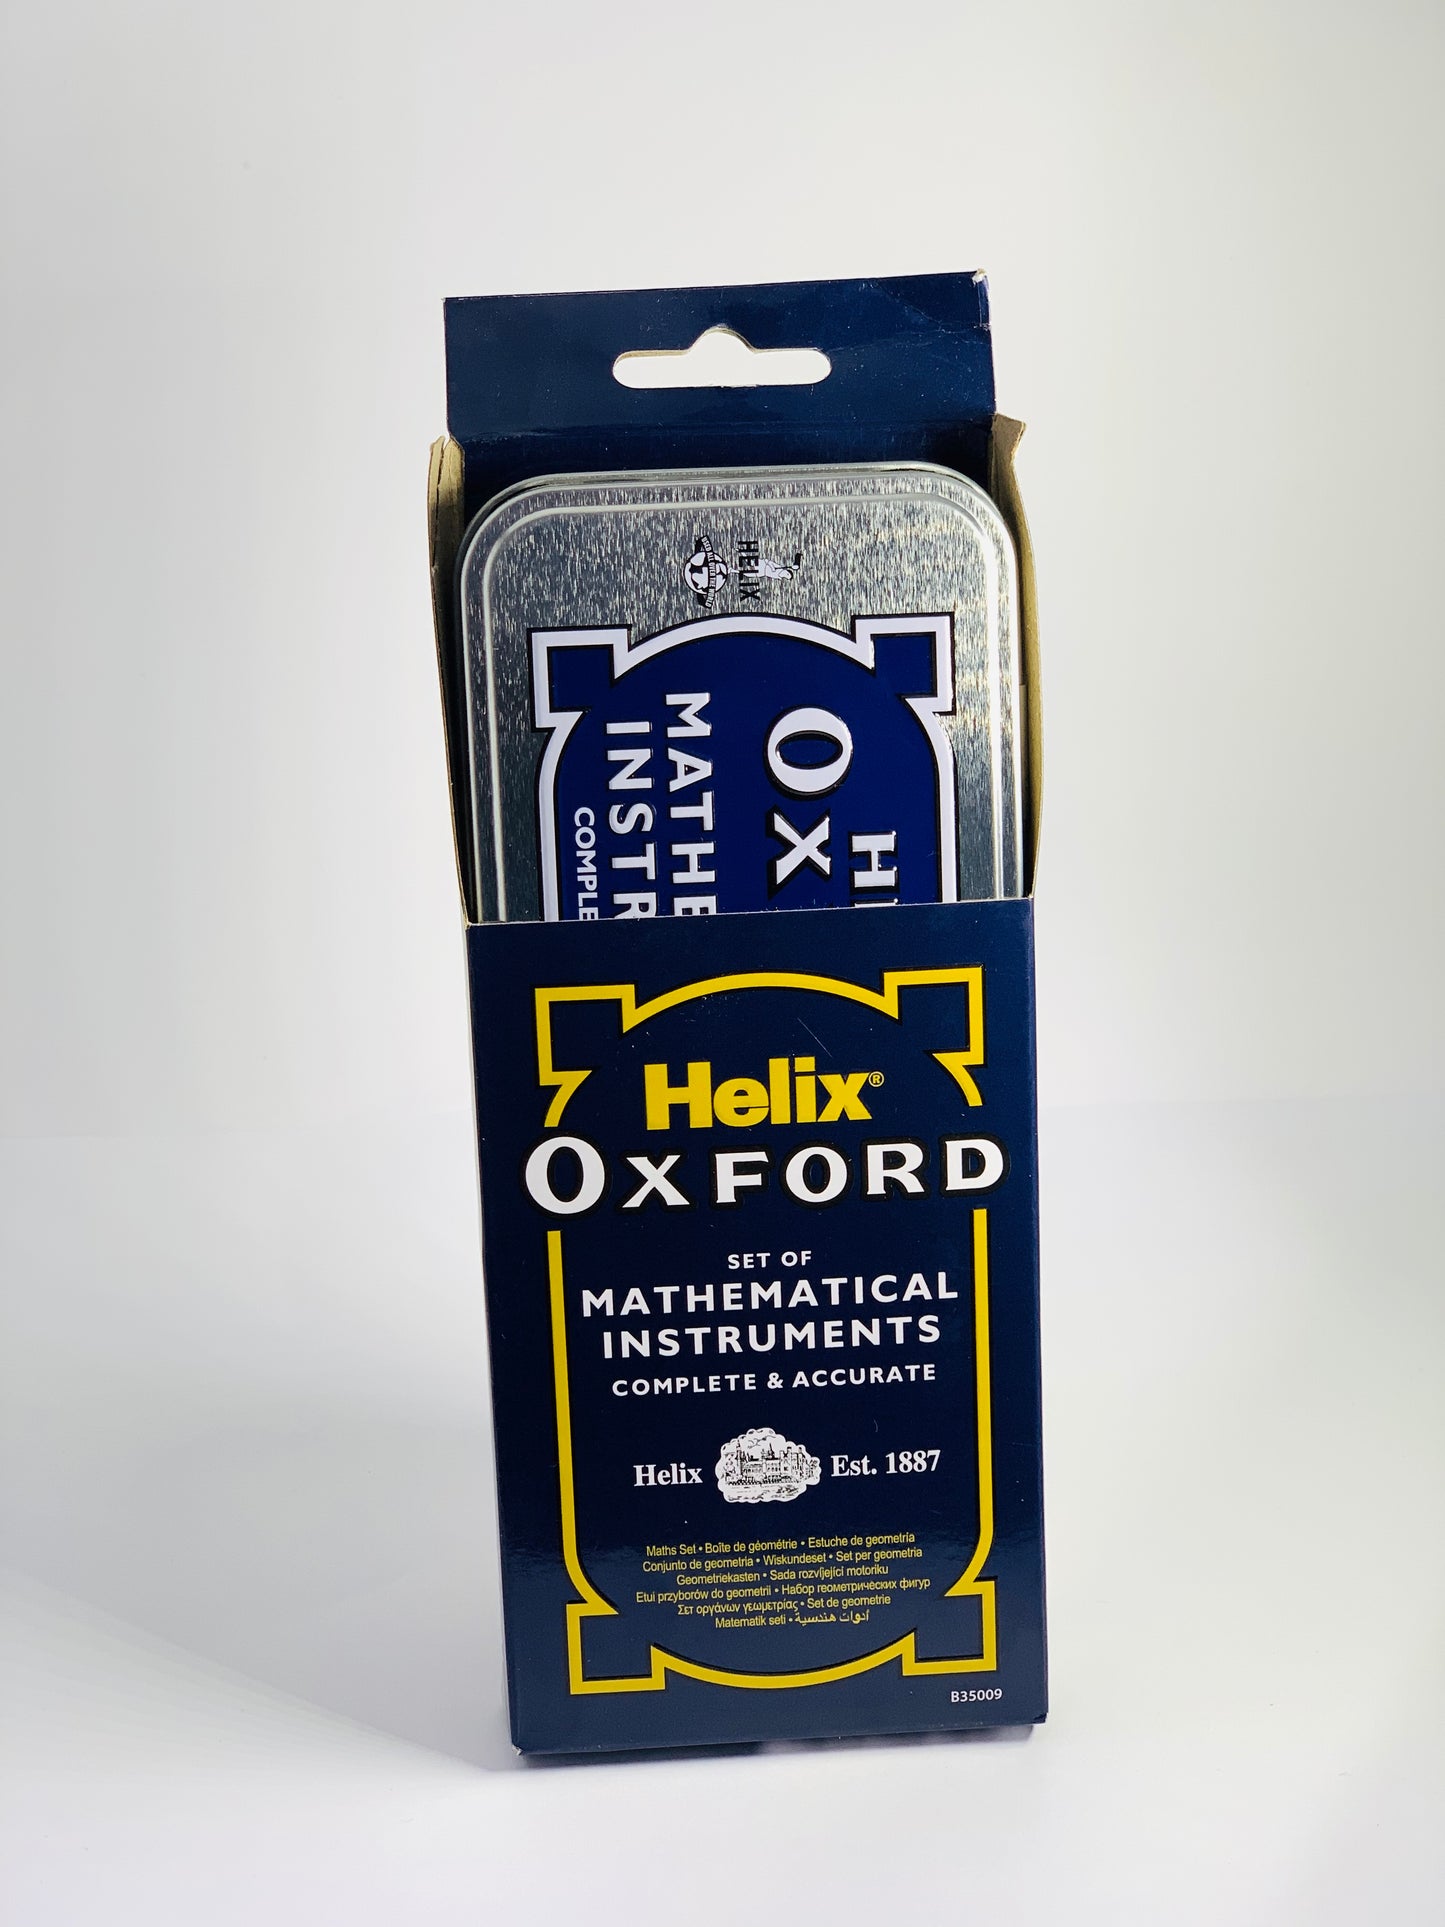 HELIX
HE
OX
MATHE
INSTR
COMPLE
Helix®
OXFORD
SET OF
MATHEMATICAL
INSTRUMENTS
COMPLETE & ACCURATE
Helix Est. 1887
Maths Set • Boîte de géométrie • Estuche de geometría
Conjunto de geometria • Wiskundeset • Set per geometria
Geometriekasten • Sada rozvíjející motoriku
Etui przyborów do geometrii • Набор геометрических фигур
Σετ οργάνων γεωμετρίας • Set de geometrie
Matematik seti • أدوات هندسية
B35009